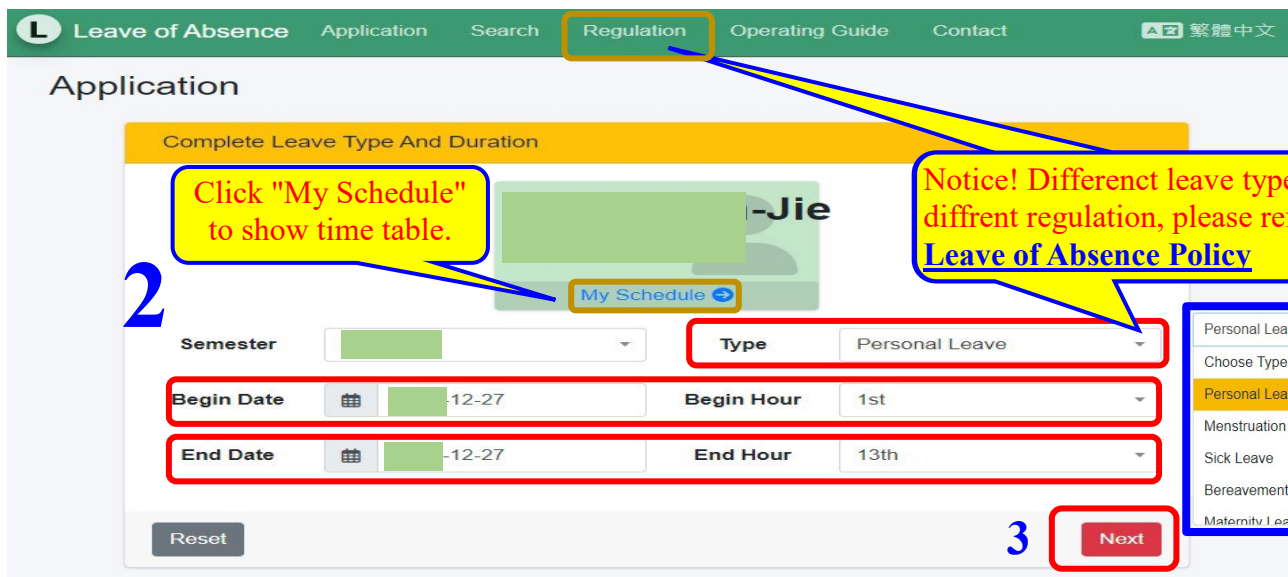 L Leave of Absence Application Search Regulation Operating Guide Contact 繁體中文
Application
Complete Leave Type And Duration
Click "My Schedule"
to show time table.
-Jie
My Schedule
Notice! Differenct leave type
diffrent regulation, please
Leave of Absence Policy
2
Semester Type Personal Leave
Begin Date -12-27 Begin Hour 1st
End Date -12-27 End Hour 13th
Personal
Choose Type
Personal
Menstruation
Sick Leave
Bereavement
Maternity
Reset 3 Next